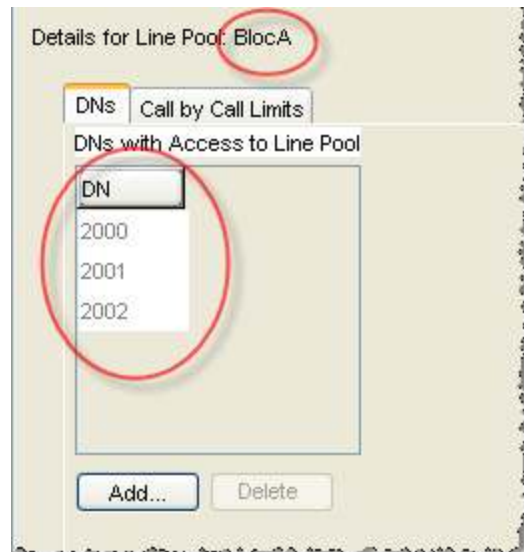 Details for Line Pool: BlocA
DNs Call by Call Limits
DNs with Access to Line Pool
DN
2000
2001
2002
Add... Delete